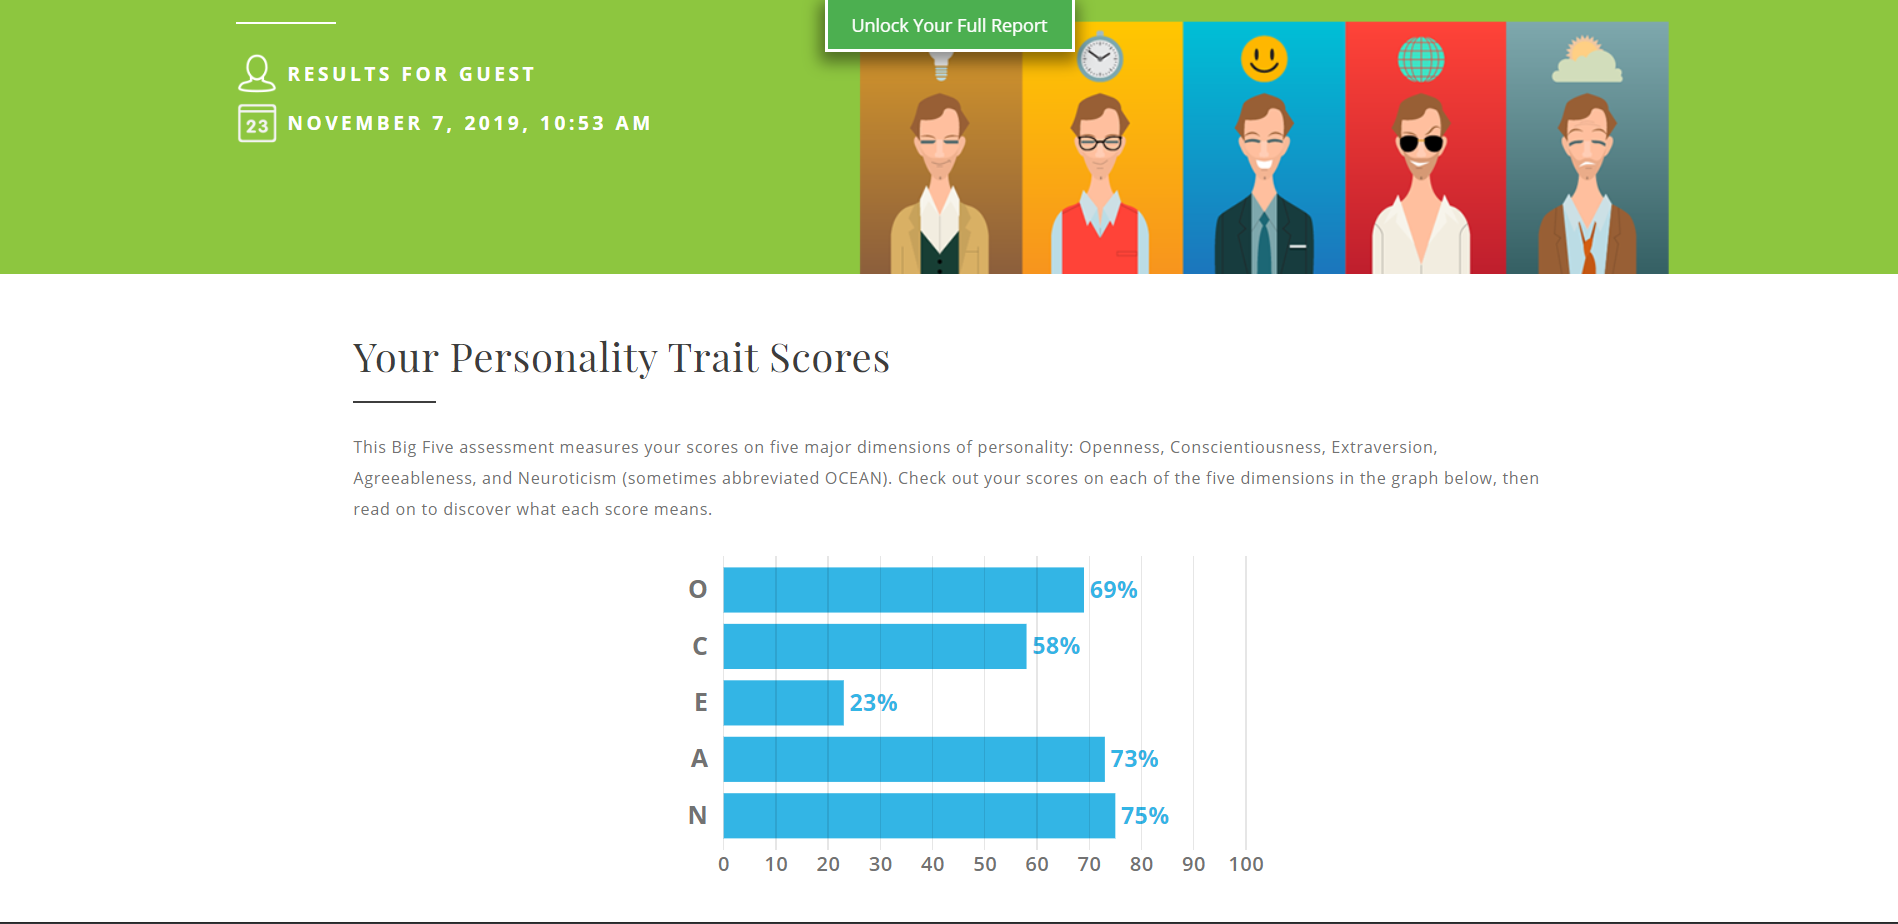 Unlock Your Full Report
RESULTS FOR GUEST
23 NOVEMBER 7, 2019, 10:53 AM
Your Personality Trait Scores
This Big Five assessment measures your scores on five major dimensions of personality: Openness, Conscientiousness, Extraversion,
Agreeableness, and Neuroticism (sometimes abbreviated OCEAN). Check out your scores on each of the five dimensions in the graph below, then
read on to discover what each score means.
O 69%
C 58%
E 23%
A 73%
N 75%
0 10 20 30 40 50 60 70 80 90 100